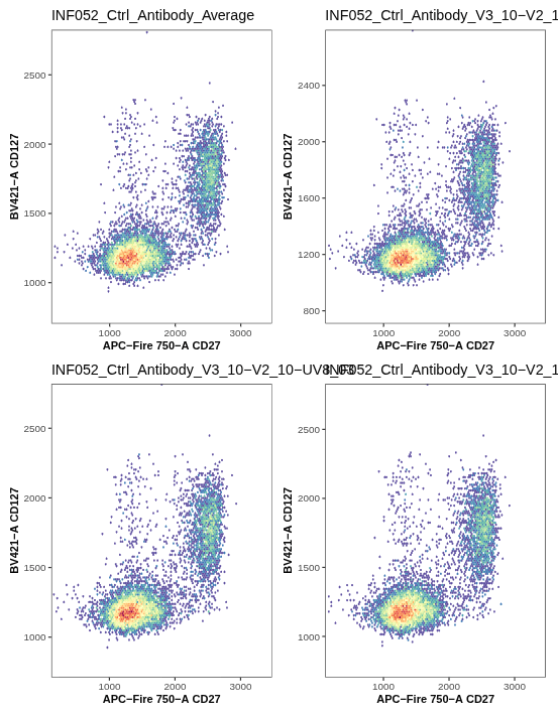 INF052_Ctrl_Antibody_Average
INF052_Ctrl_Antibody_V3_10−V2_1
2500
2000
1500
1000
BV421−A CD127
1000
2000
3000
APC−Fire 750−A CD27
2400
2000
1600
1200
800
BV421−A CD127
1000
2000
3000
APC−Fire 750−A CD27
INF052_Ctrl_Antibody_V3_10−V2_10−UV8_03
INF052_Ctrl_Antibody_V3_10−V2_1
2500
2000
1500
1000
BV421−A CD127
1000
2000
3000
APC−Fire 750−A CD27
2500
2000
1500
1000
BV421−A CD127
1000
2000
3000
APC−Fire 750−A CD27